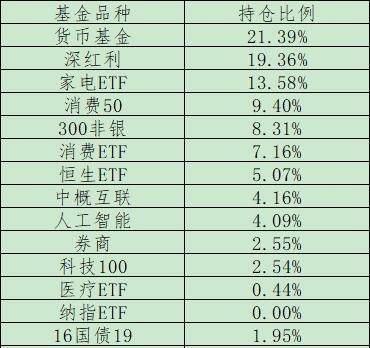 基金品种 持仓比例
货币基金 21.39%
深红利 19.36%
家电ETF 13.58%
消费50 9.40%
300非银 8.31%
消费ETF 7.16%
恒生ETF 5.07%
中概互联 4.16%
人工智能 4.09%
券商 2.55%
科技100 2.54%
医疗ETF 0.44%
纳指ETF 0.00%
16国债19 1.95%